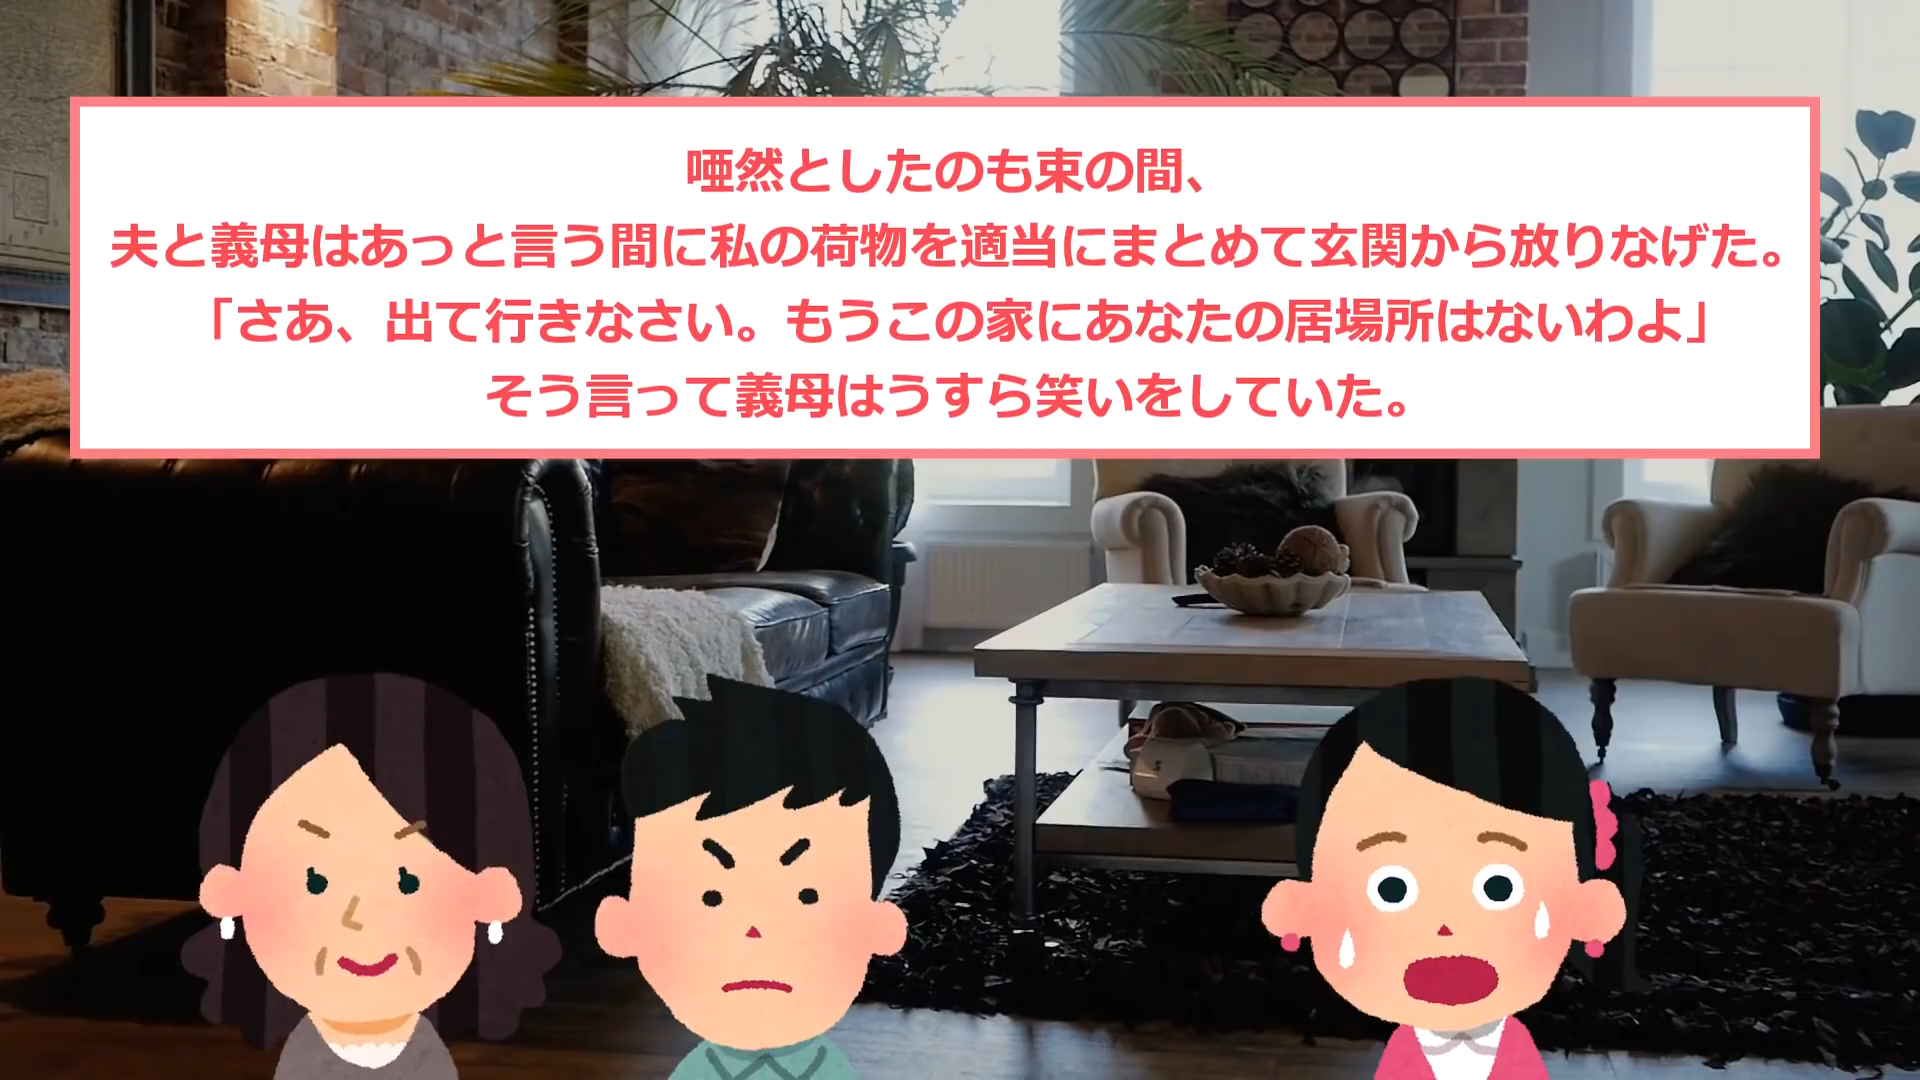 唖然としたのも束の間、
夫と義母はあっと言う間に私の荷物を適当にまとめて玄関から放りなげた。
「さあ、出て行きなさい。もうこの家にあなたの居場所はないわよ」
そう言って義母はうすら笑いをしていた。